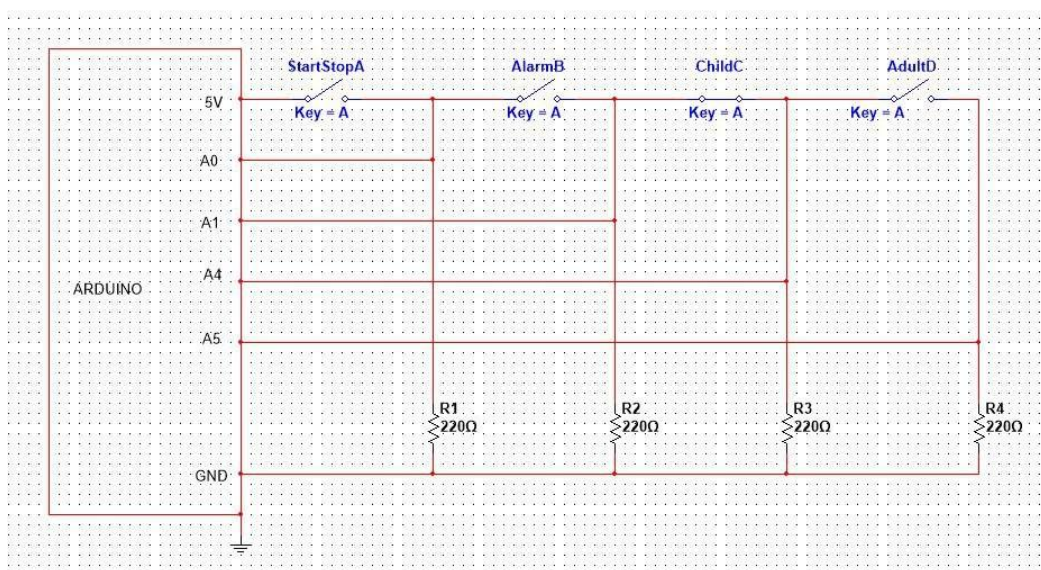 StartStopA AlarmB ChildC AdultD
5V
Key = A Key = A Key = A Key = A
A0
A1
A4
ARDUINO
A5
R1 R2 R3 R4
220Ω 220Ω 220Ω 220Ω
GND